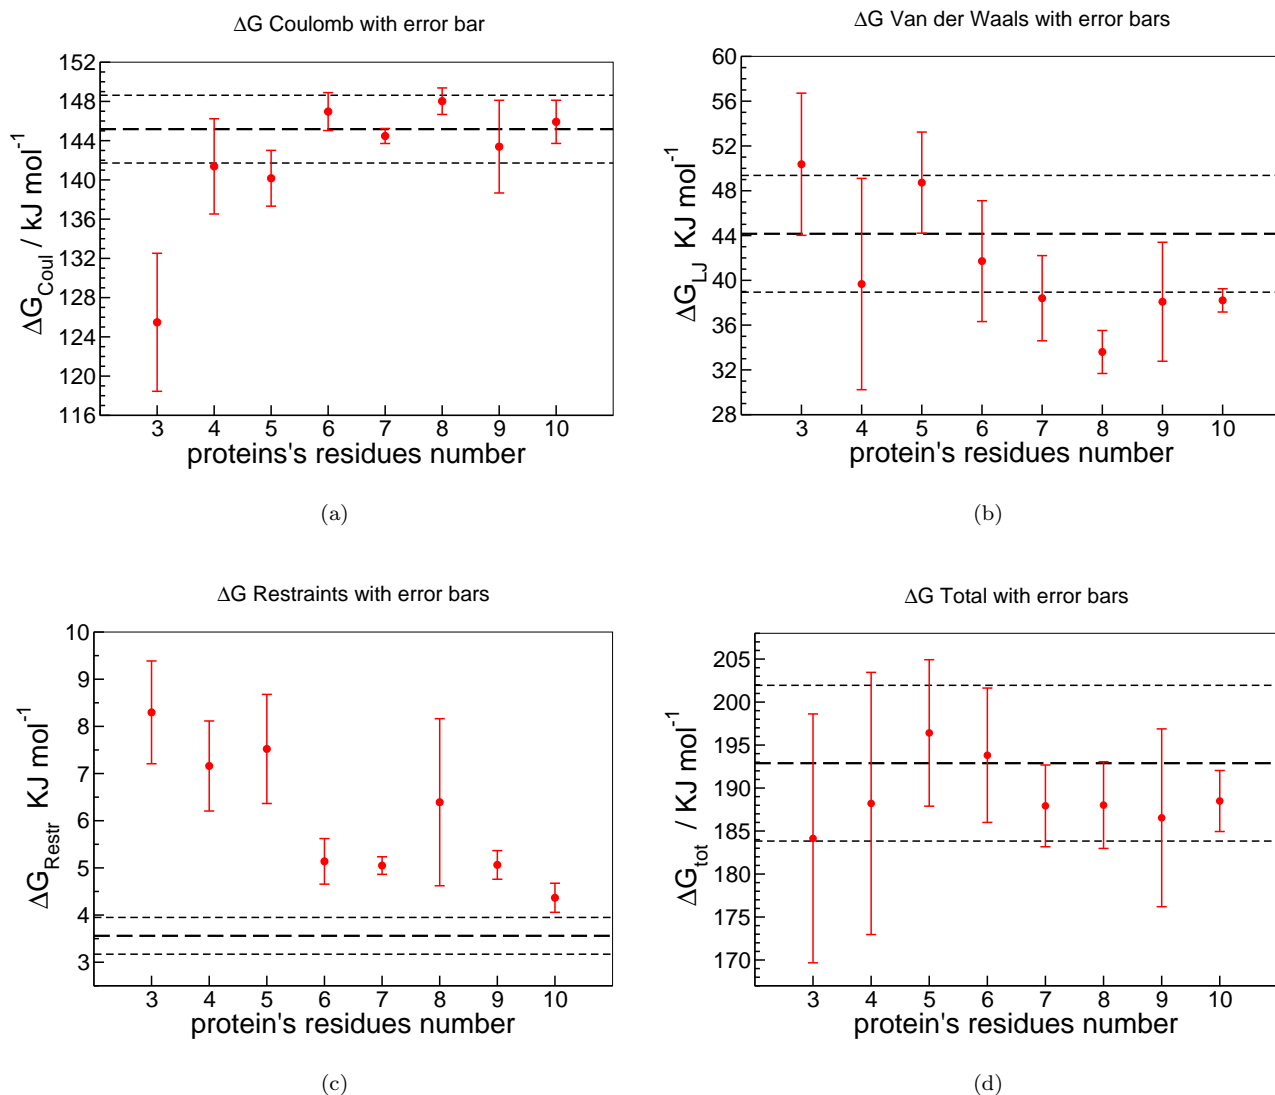 ΔG Coulomb with error bar
152
148
144
140
136
132
128
124
120
116
ΔG_Coul / kJ mol^-1
3 4 5 6 7 8 9 10
proteins's residues number
(a)
ΔG Van der Waals with error bars
60
56
52
48
44
40
36
32
28
ΔG_LJ KJ mol^-1
3 4 5 6 7 8 9 10
protein's residues number
(b)
ΔG Restraints with error bars
10
9
8
7
6
5
4
3
ΔG_Restr KJ mol^-1
3 4 5 6 7 8 9 10
protein's residues number
(c)
ΔG Total with error bars
205
200
195
190
185
180
175
170
ΔG_tot / KJ mol^-1
3 4 5 6 7 8 9 10
protein's residues number
(d)